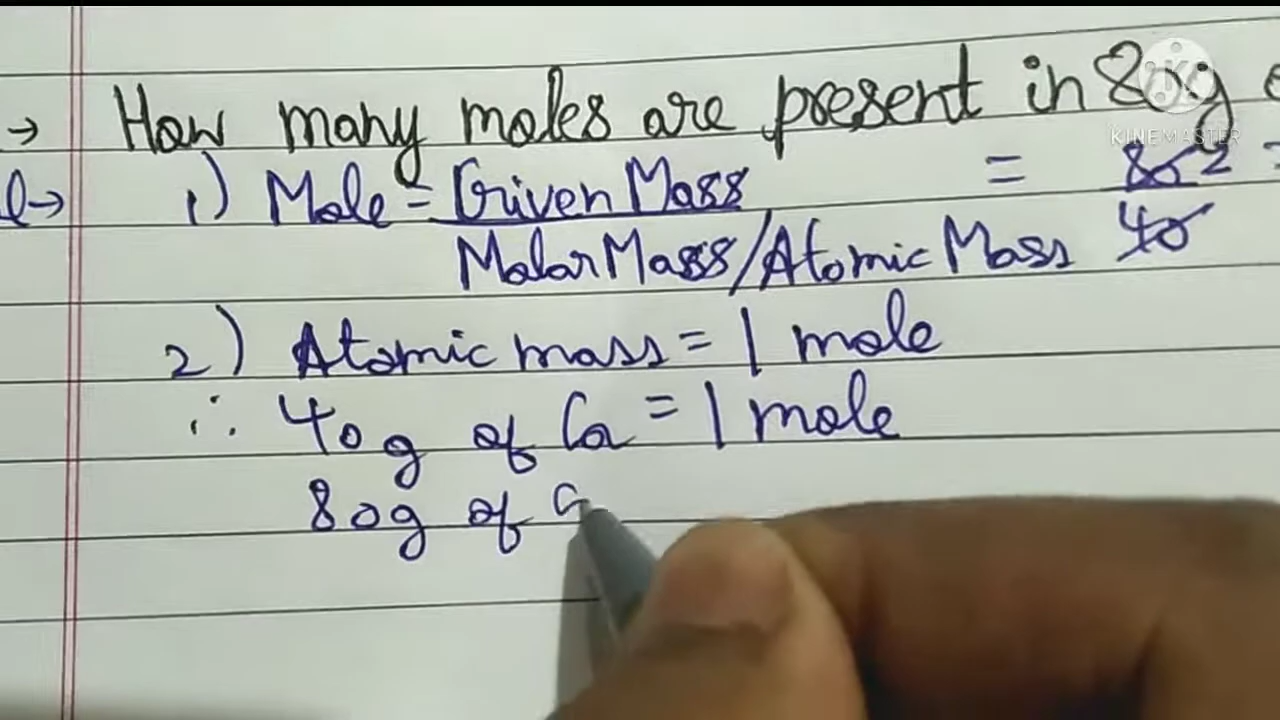 → How many moles are present in 80g
l→ 1) Mole = Given Mass = 80 2 =
Molar Mass/Atomic Mass 40
2) Atomic mass = 1 mole
∴ 40g of Ca = 1 mole
80g of C
KINEMASTER